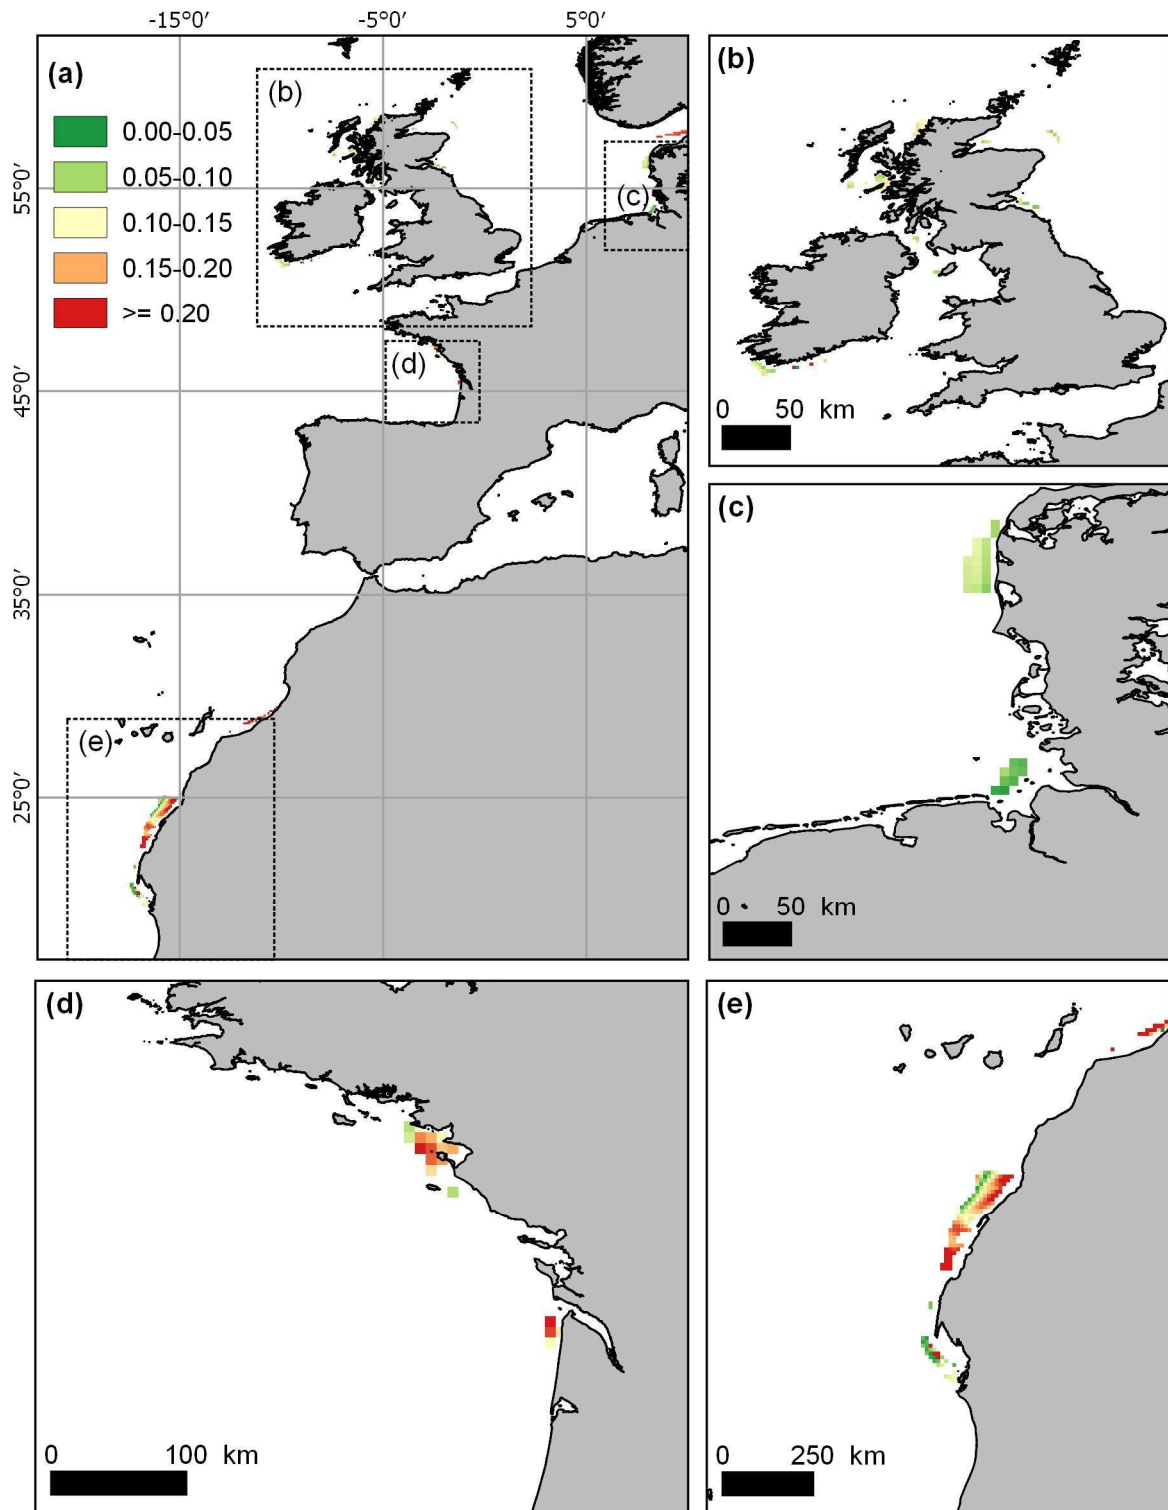 -15°0′ -5°0′ 5°0′
(a)
0.00-0.05
0.05-0.10
0.10-0.15
0.15-0.20
>= 0.20
(b)
(c)
(d)
(e)
55°0′
45°0′
35°0′
25°0′
(b)
0 50 km
(c)
0 50 km
(d)
0 100 km
(e)
0 250 km